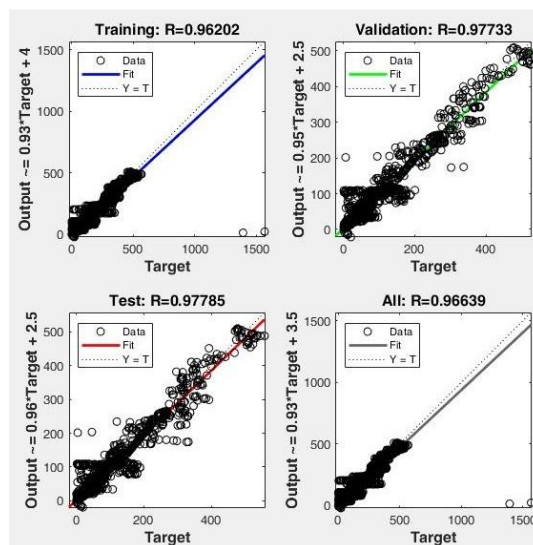 Training: R=0.96202
Output ~= 0.93*Target + 4
1500
1000
500
0
Data
Fit
Y = T
0
500
1000
1500
Target
Validation: R=0.97733
Output ~= 0.95*Target + 2.5
500
400
300
200
100
0
Data
Fit
Y = T
0
200
400
Target
Test: R=0.97785
Output ~= 0.96*Target + 2.5
500
400
300
200
100
0
Data
Fit
Y = T
0
200
400
Target
All: R=0.96639
Output ~= 0.93*Target + 3.5
1500
1000
500
0
Data
Fit
Y = T
0
500
1000
1500
Target